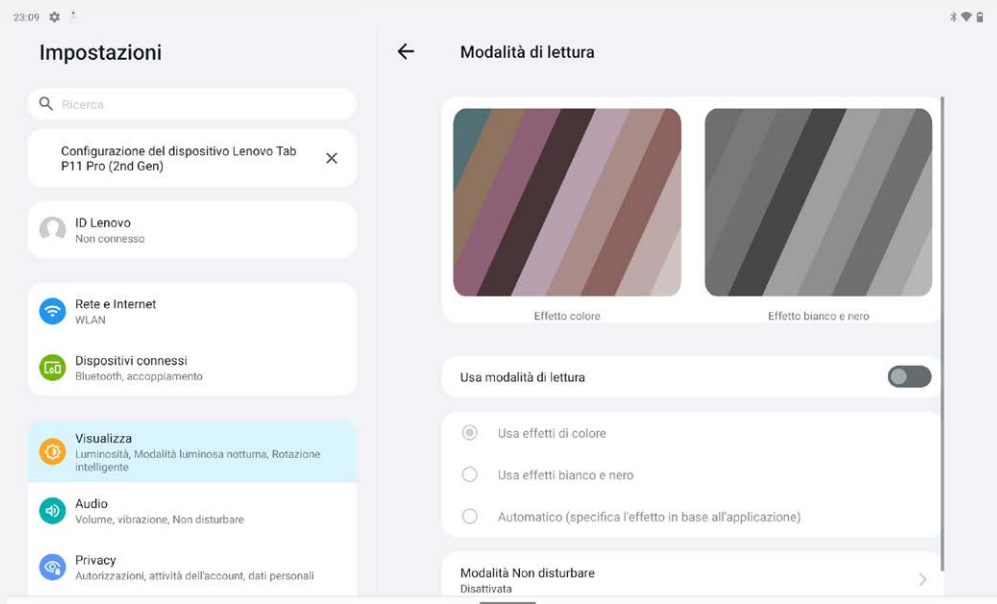 23:09
Impostazioni
Ricerca
Configurazione del dispositivo Lenovo Tab
P11 Pro (2nd Gen)
ID Lenovo
Non connesso
Rete e Internet
WLAN
Dispositivi connessi
Bluetooth, accoppiamento
Visualizza
Luminosità, Modalità luminosa notturna, Rotazione
intelligente
Audio
Volume, vibrazione, Non disturbare
Privacy
Autorizzazioni, attività dell'account, dati personali
Modalità di lettura
Effetto colore
Effetto bianco e nero
Usa modalità di lettura
Usa effetti di colore
Usa effetti bianco e nero
Automatico (specifica l'effetto in base all'applicazione)
Modalità Non disturbare
Disattivata